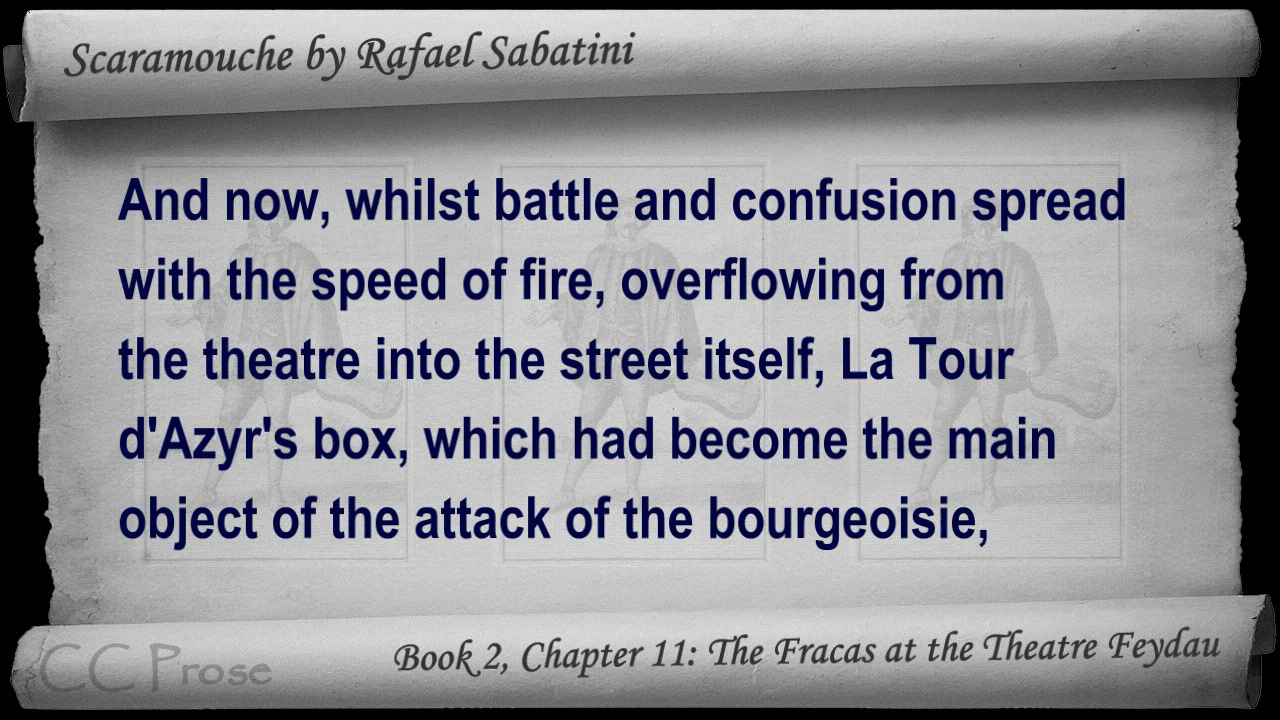 Scaramouche by Rafael Sabatini
And now, whilst battle and confusion spread
with the speed of fire, overflowing from
the theatre into the street itself, La Tour
d'Azyr's box, which had become the main
object of the attack of the bourgeoisie,
CC Prose
Book 2, Chapter 11: The Fracas at the Theatre Feydau